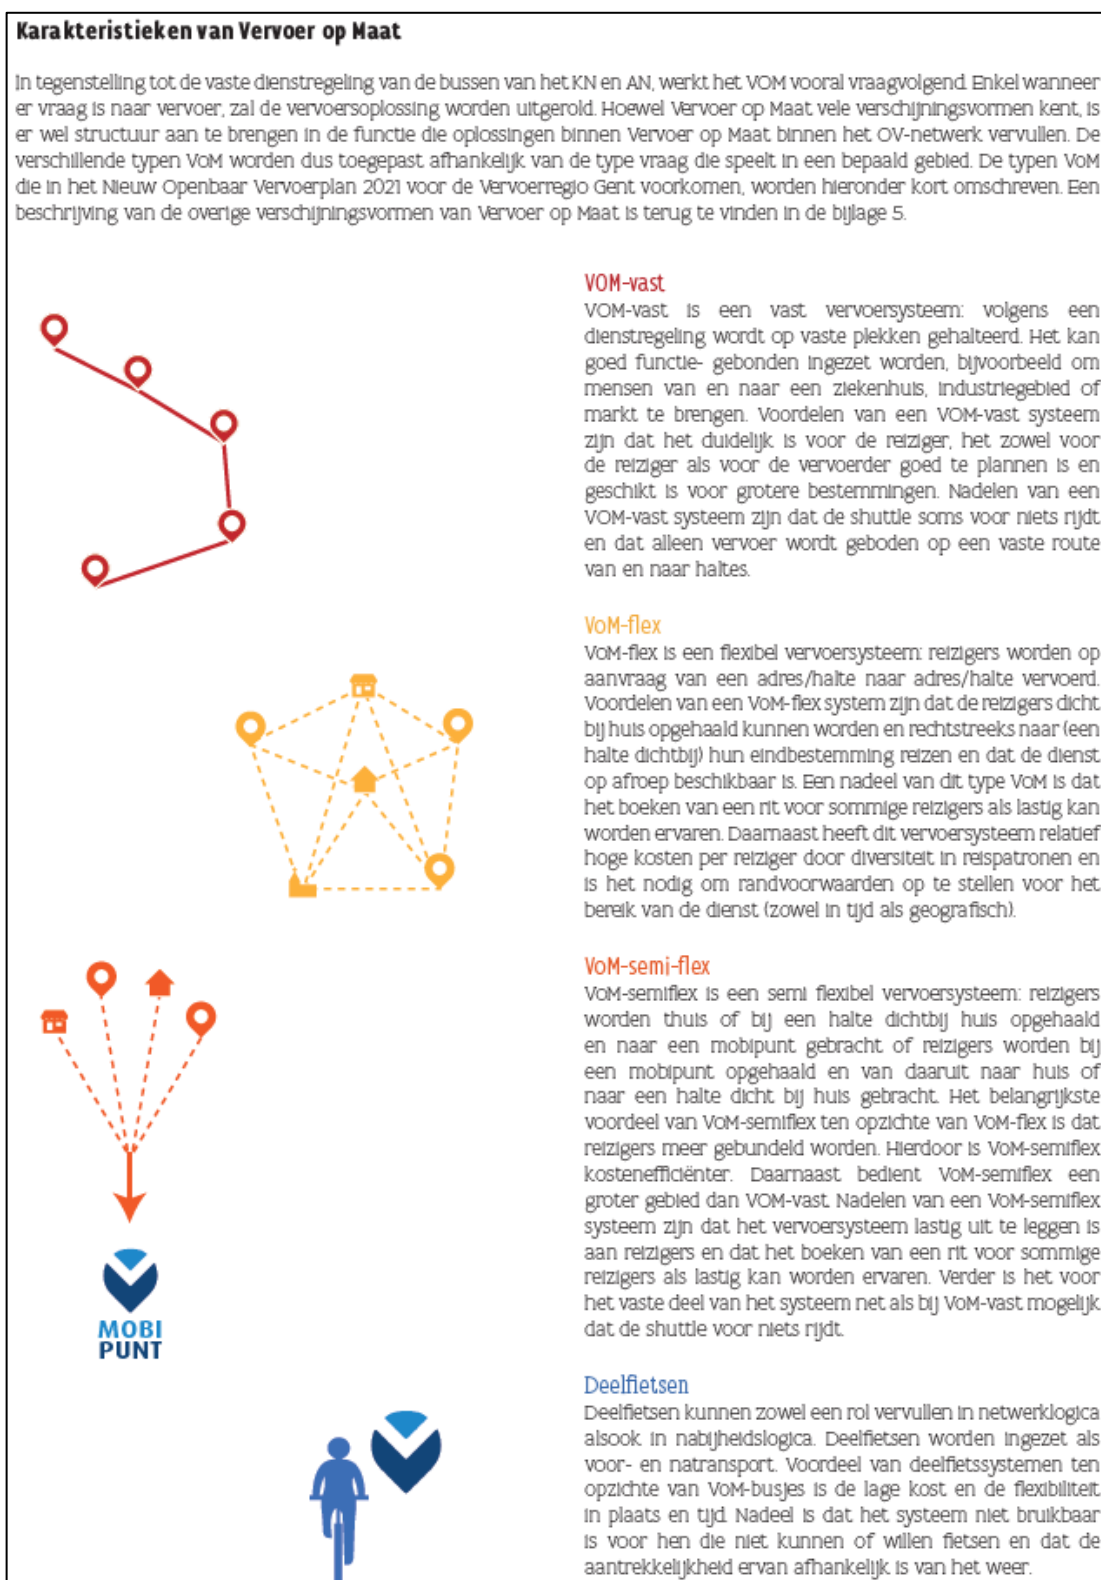 Karakteristieken van Vervoer op Maat
In tegenstelling tot de vaste dienstregeling van de bussen van het KN en AN, werkt het VOM vooral vraagvolgend. Enkel wanneer
er vraag is naar vervoer, zal de vervoersoplossing worden uitgerold. Hoewel Vervoer op Maat vele verschijningsvormen kent, is
er wel structuur aan te brengen in de functie die oplossingen binnen Vervoer op Maat binnen het OV-netwerk vervullen. De
verschillende typen VoM worden dus toegepast afhankelijk van de type vraag die speelt in een bepaald gebied. De typen VoM
die in het Nieuw Openbaar Vervoerplan 2021 voor de Vervoerregio Gent voorkomen, worden hieronder kort omschreven. Een
beschrijving van de overige verschijningsvormen van Vervoer op Maat is terug te vinden in de bijlage 5.
VOM-vast
VOM-vast is een vast vervoersysteem: volgens een
dienstregeling wordt op vaste plekken gehalteerd. Het kan
goed functie- gebonden ingezet worden, bijvoorbeeld om
mensen van en naar een ziekenhuis, industriegebied of
markt te brengen. Voordelen van een VOM-vast systeem
zijn dat het duidelijk is voor de reiziger, het zowel voor
de reiziger als voor de vervoerder goed te plannen is en
geschikt is voor grotere bestemmingen. Nadelen van een
VOM-vast systeem zijn dat de shuttle soms voor niets rijdt
en dat alleen vervoer wordt geboden op een vaste route
van en naar haltes.
VoM-flex
VoM-flex is een flexibel vervoersysteem: reizigers worden op
aanvraag van een adres/halte naar adres/halte vervoerd.
Voordelen van een VoM-flex system zijn dat de reizigers dicht
bij huis opgehaald kunnen worden en rechtstreeks naar (een
halte dichtbij) hun eindbestemming reizen en dat de dienst
op afroep beschikbaar is. Een nadeel van dit type VoM is dat
het boeken van een rit voor sommige reizigers als lastig kan
worden ervaren. Daarnaast heeft dit vervoersysteem relatief
hoge kosten per reiziger door diversiteit in reispatronen en
is het nodig om randvoorwaarden op te stellen voor het
bereik van de dienst (zowel in tijd als geografisch).
VoM-semi-flex
VoM-semiflex is een semi flexibel vervoersysteem: reizigers
worden thuis of bij een halte dichtbij huis opgehaald
en naar een mobipunt gebracht of reizigers worden bij
een mobipunt opgehaald en van daaruit naar huis of
naar een halte dicht bij huis gebracht. Het belangrijkste
voordeel van VoM-semiflex ten opzichte van VoM-flex is dat
reizigers meer gebundeld worden. Hierdoor is VoM-semiflex
kostenefficiënter. Daarnaast bedient VoM-semiflex een
groter gebied dan VOM-vast. Nadelen van een VoM-semiflex
systeem zijn dat het vervoersysteem lastig uit te leggen is
aan reizigers en dat het boeken van een rit voor sommige
reizigers als lastig kan worden ervaren. Verder is het voor
het vaste deel van het systeem net als bij VoM-vast mogelijk
dat de shuttle voor niets rijdt.
MOBI
PUNT
Deelfietsen
Deelfietsen kunnen zowel een rol vervullen in netwerklogica
alsook in nabijheidslogica. Deelfietsen worden ingezet als
voor- en natransport. Voordeel van deelfietssystemen ten
opzichte van VoM-busjes is de lage kost en de flexibiliteit
in plaats en tijd. Nadeel is dat het systeem niet bruikbaar
is voor hen die niet kunnen of willen fietsen en dat de
aantrekkelijkheid ervan afhankelijk is van het weer.